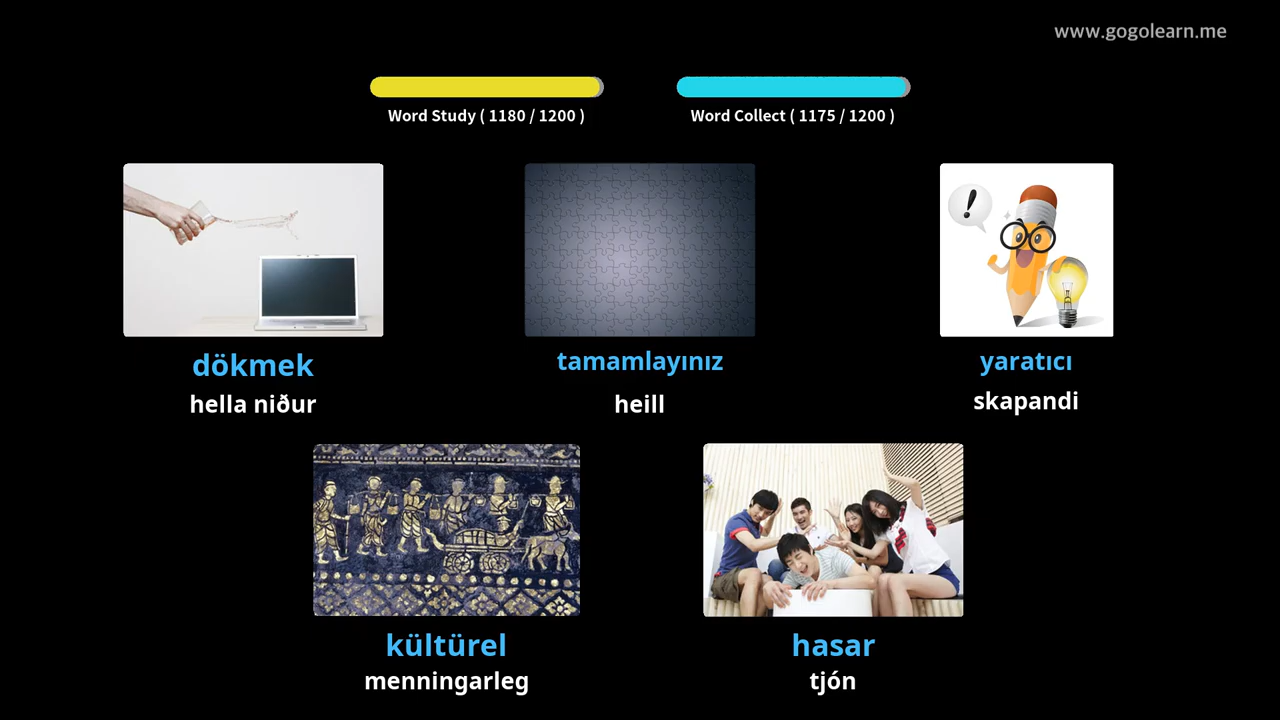 www.gogolearn.me
Word Study ( 1180 / 1200 )
Word Collect ( 1175 / 1200 )
dökmek
hella niður
tamamlayınız
heill
yaratıcı
skapandi
kültürel
menningarleg
hasar
tjón